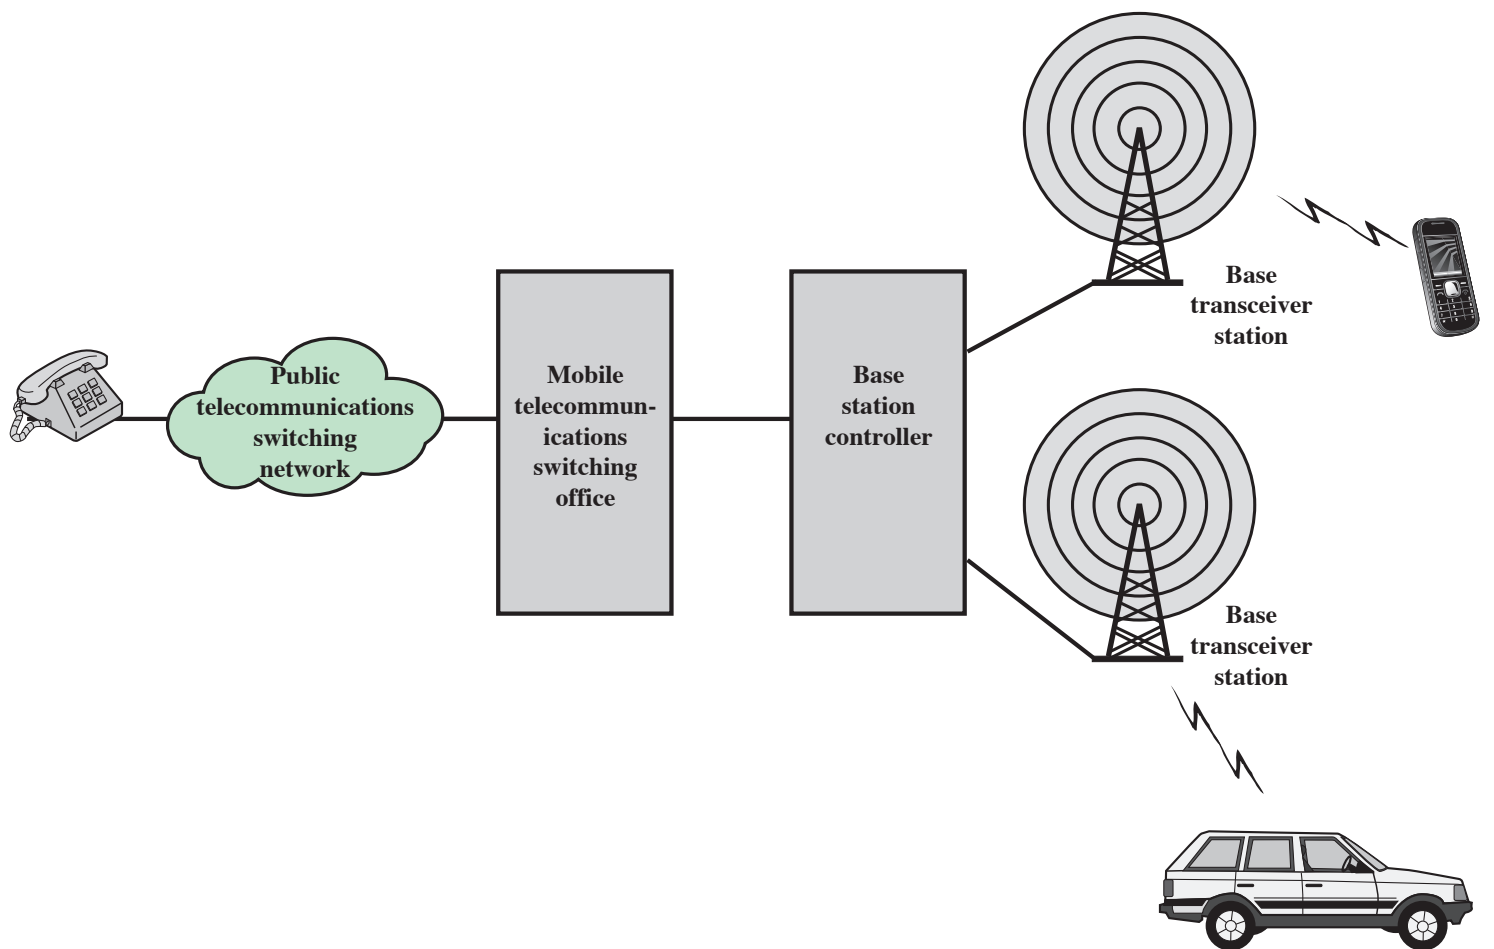 Public
telecommunications
switching
network
Mobile
telecommun-
ications
switching
office
Base
station
controller
Base
transceiver
station
Base
transceiver
station